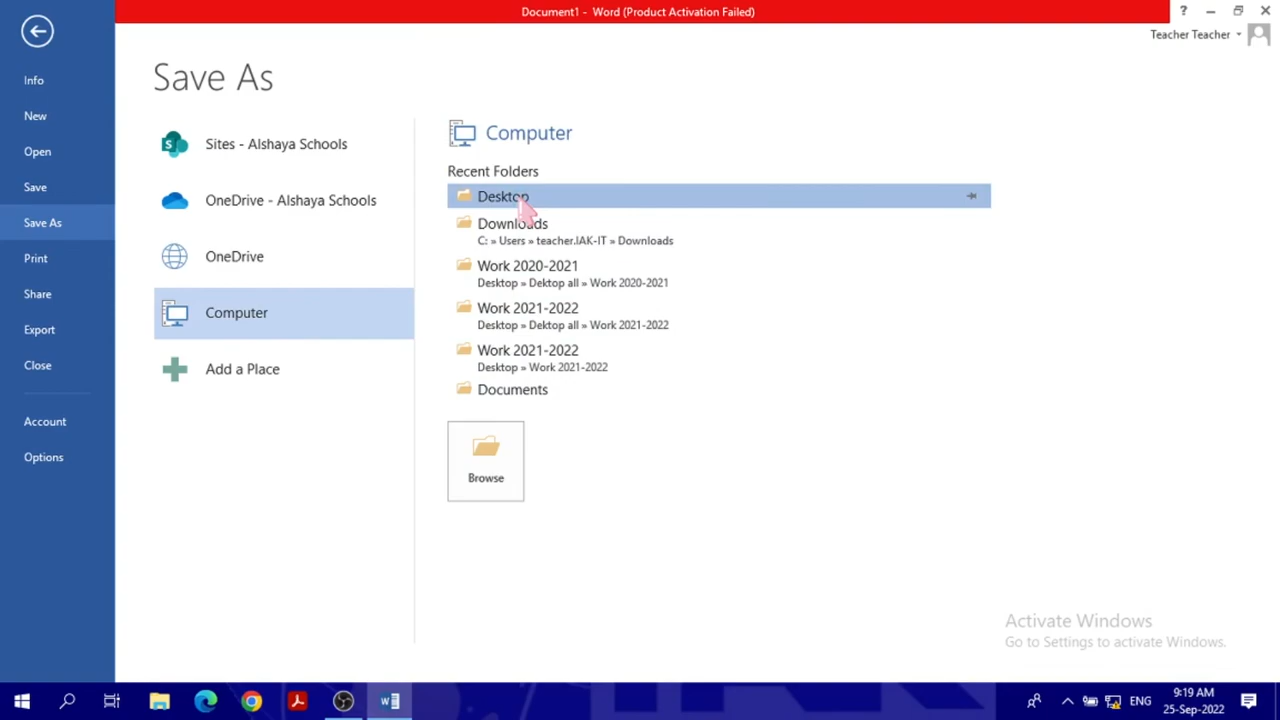 Document1 - Word (Product Activation Failed)
?
Teacher Teacher
Info
New
Open
Save
Save As
Print
Share
Export
Close
Account
Options
Save As
Sites - Alshaya Schools
OneDrive - Alshaya Schools
OneDrive
Computer
Add a Place
Computer
Recent Folders
Desktop
Downloads
C: » Users » teacher.IAK-IT » Downloads
Work 2020-2021
Desktop » Dektop all » Work 2020-2021
Work 2021-2022
Desktop » Dektop all » Work 2021-2022
Work 2021-2022
Desktop » Work 2021-2022
Documents
Browse
Activate Windows
Go to Settings to activate Windows.
ENG
9:19 AM
25-Sep-2022